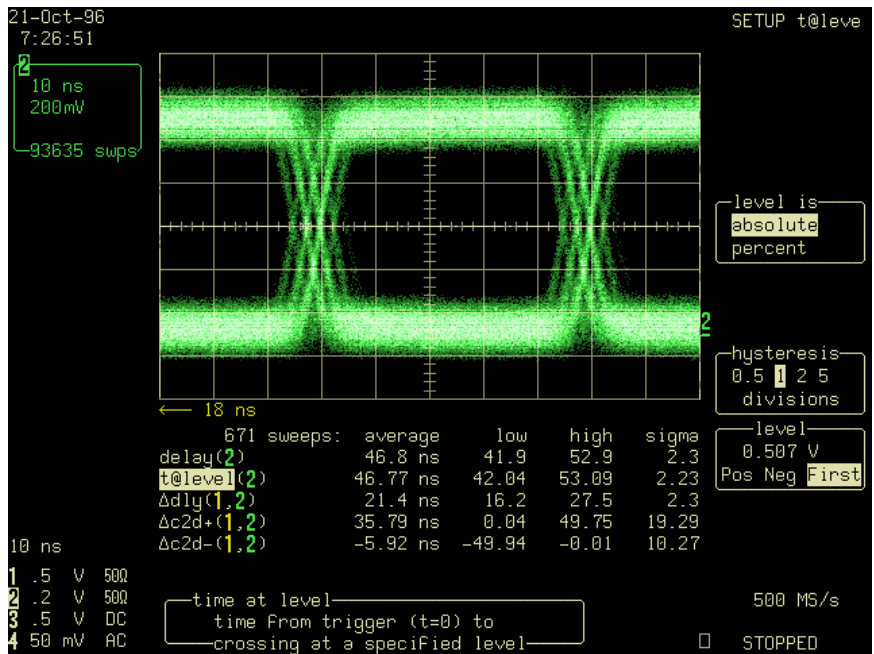 21-Oct-96
7:26:51
SETUP t@leve
2
10 ns
200mV
93635 swps
level is
absolute
percent
2
hysteresis
0.5 1 2 5
divisions
← 18 ns
level
0.507 V
Pos Neg First
671 sweeps: average low high sigma
delay(2) 46.8 ns 41.9 52.9 2.3
t@level(2) 46.77 ns 42.04 53.09 2.23
Δdly(1,2) 21.4 ns 16.2 27.5 2.3
Δc2d+(1,2) 35.79 ns 0.04 49.75 19.29
Δc2d-(1,2) -5.92 ns -49.94 -0.01 10.27
10 ns
1 .5 V 50Ω
2 .2 V 50Ω
3 .5 V DC
4 50 mV AC
time at level
time from trigger (t=0) to
crossing at a specified level
500 MS/s
STOPPED